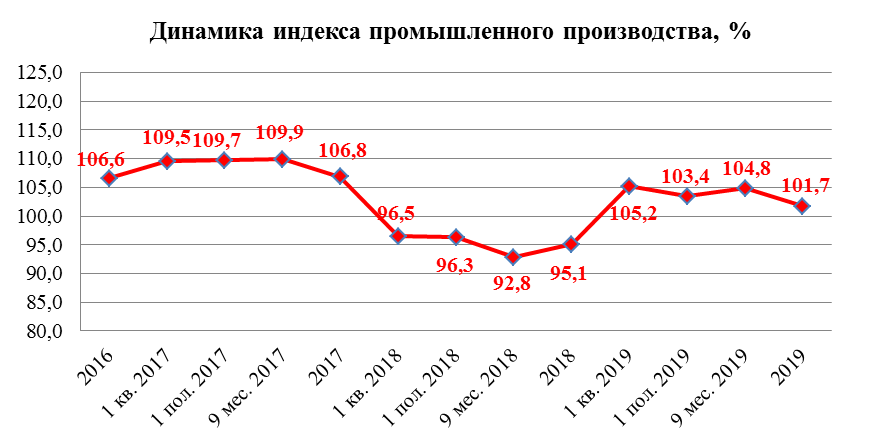 Динамика индекса промышленного производства, %
125,0
120,0
115,0
110,0
105,0
100,0
95,0
90,0
85,0
80,0
106,6
109,5
109,7
109,9
106,8
96,5
96,3
92,8
95,1
105,2
103,4
104,8
101,7
2016
1 кв. 2017
1 пол. 2017
9 мес. 2017
2017
1 кв. 2018
1 пол. 2018
9 мес. 2018
2018
1 кв. 2019
1 пол. 2019
9 мес. 2019
2019